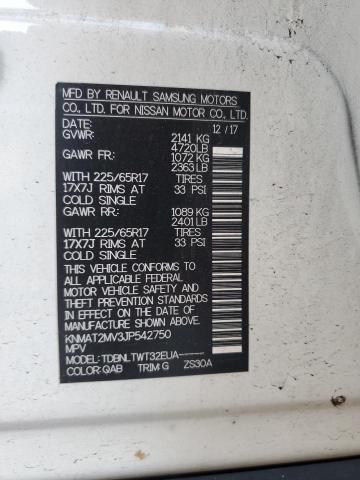 MFD BY RENAULT SAMSUNG MOTORS
CO., LTD. FOR NISSAN MOTOR CO., LTD.
DATE: 12 / 17
GVWR: 2141 KG
4720LB
GAWR FR: 1072 KG
2363LB
WITH 225/65R17 TIRES
17X7J RIMS AT 33 PSI
COLD SINGLE
GAWR RR: 1089 KG
2401LB
WITH 225/65R17 TIRES
17X7J RIMS AT 33 PSI
COLD SINGLE
THIS VEHICLE CONFORMS TO
ALL APPLICABLE FEDERAL
MOTOR VEHICLE SAFETY AND
THEFT PREVENTION STANDARDS
IN EFFECT ON THE DATE OF
MANUFACTURE SHOWN ABOVE.
KNMAT2MV3JP542750
MPV
MODEL:TDBNLTWT32EUA-----
COLOR:QAB TRIM:G ZS30A